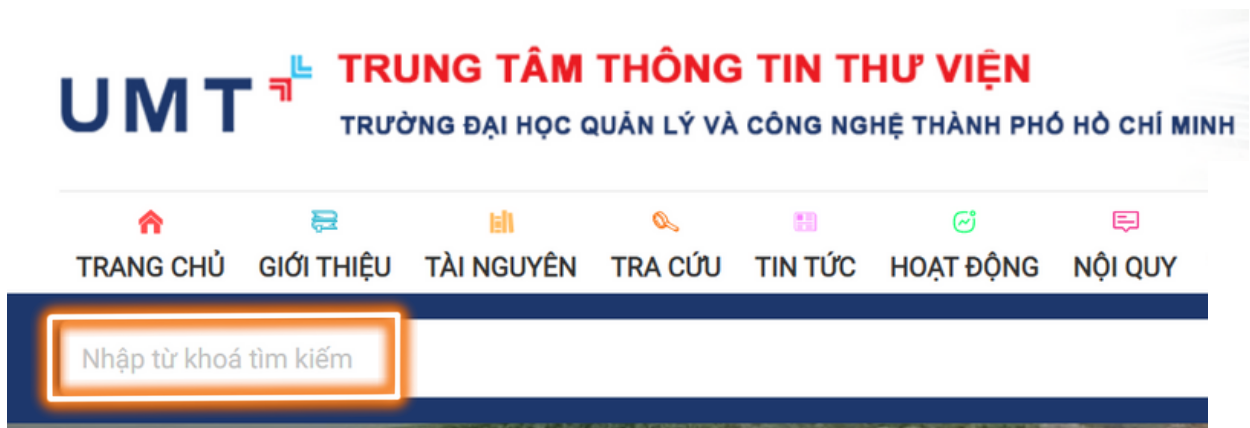 UMT
TRUNG TÂM THÔNG TIN THƯ VIỆN
TRƯỜNG ĐẠI HỌC QUẢN LÝ VÀ CÔNG NGHỆ THÀNH PHỐ HỒ CHÍ MINH
TRANG CHỦ GIỚI THIỆU TÀI NGUYÊN TRA CỨU TIN TỨC HOẠT ĐỘNG NỘI QUY
Nhập từ khoá tìm kiếm